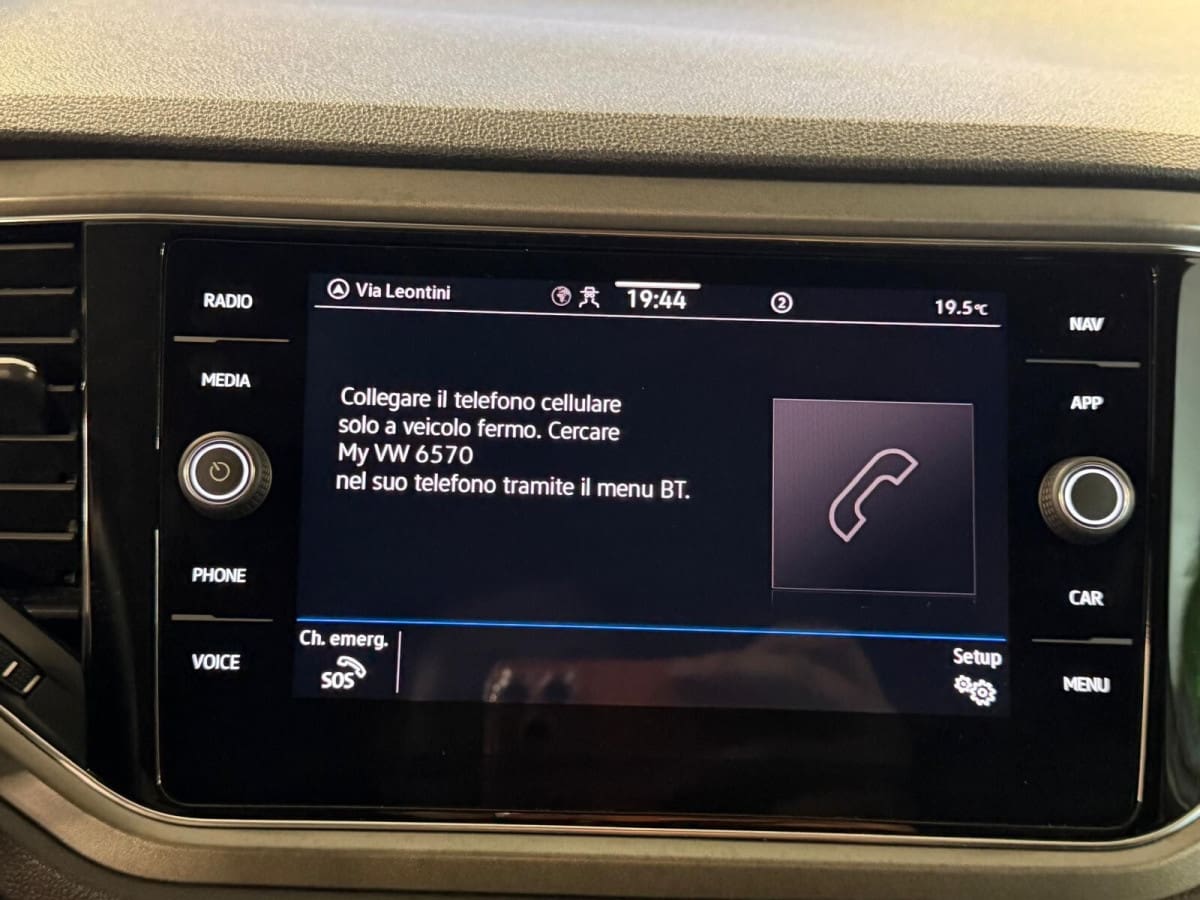 RADIO
MEDIA
PHONE
VOICE
Via Leontini
19:44
2
19.5°C
Collegare il telefono cellulare
solo a veicolo fermo. Cercare
My VW 6570
nel suo telefono tramite il menu BT.
Ch. emerg.
SOS
Setup
NAV
APP
CAR
MENU